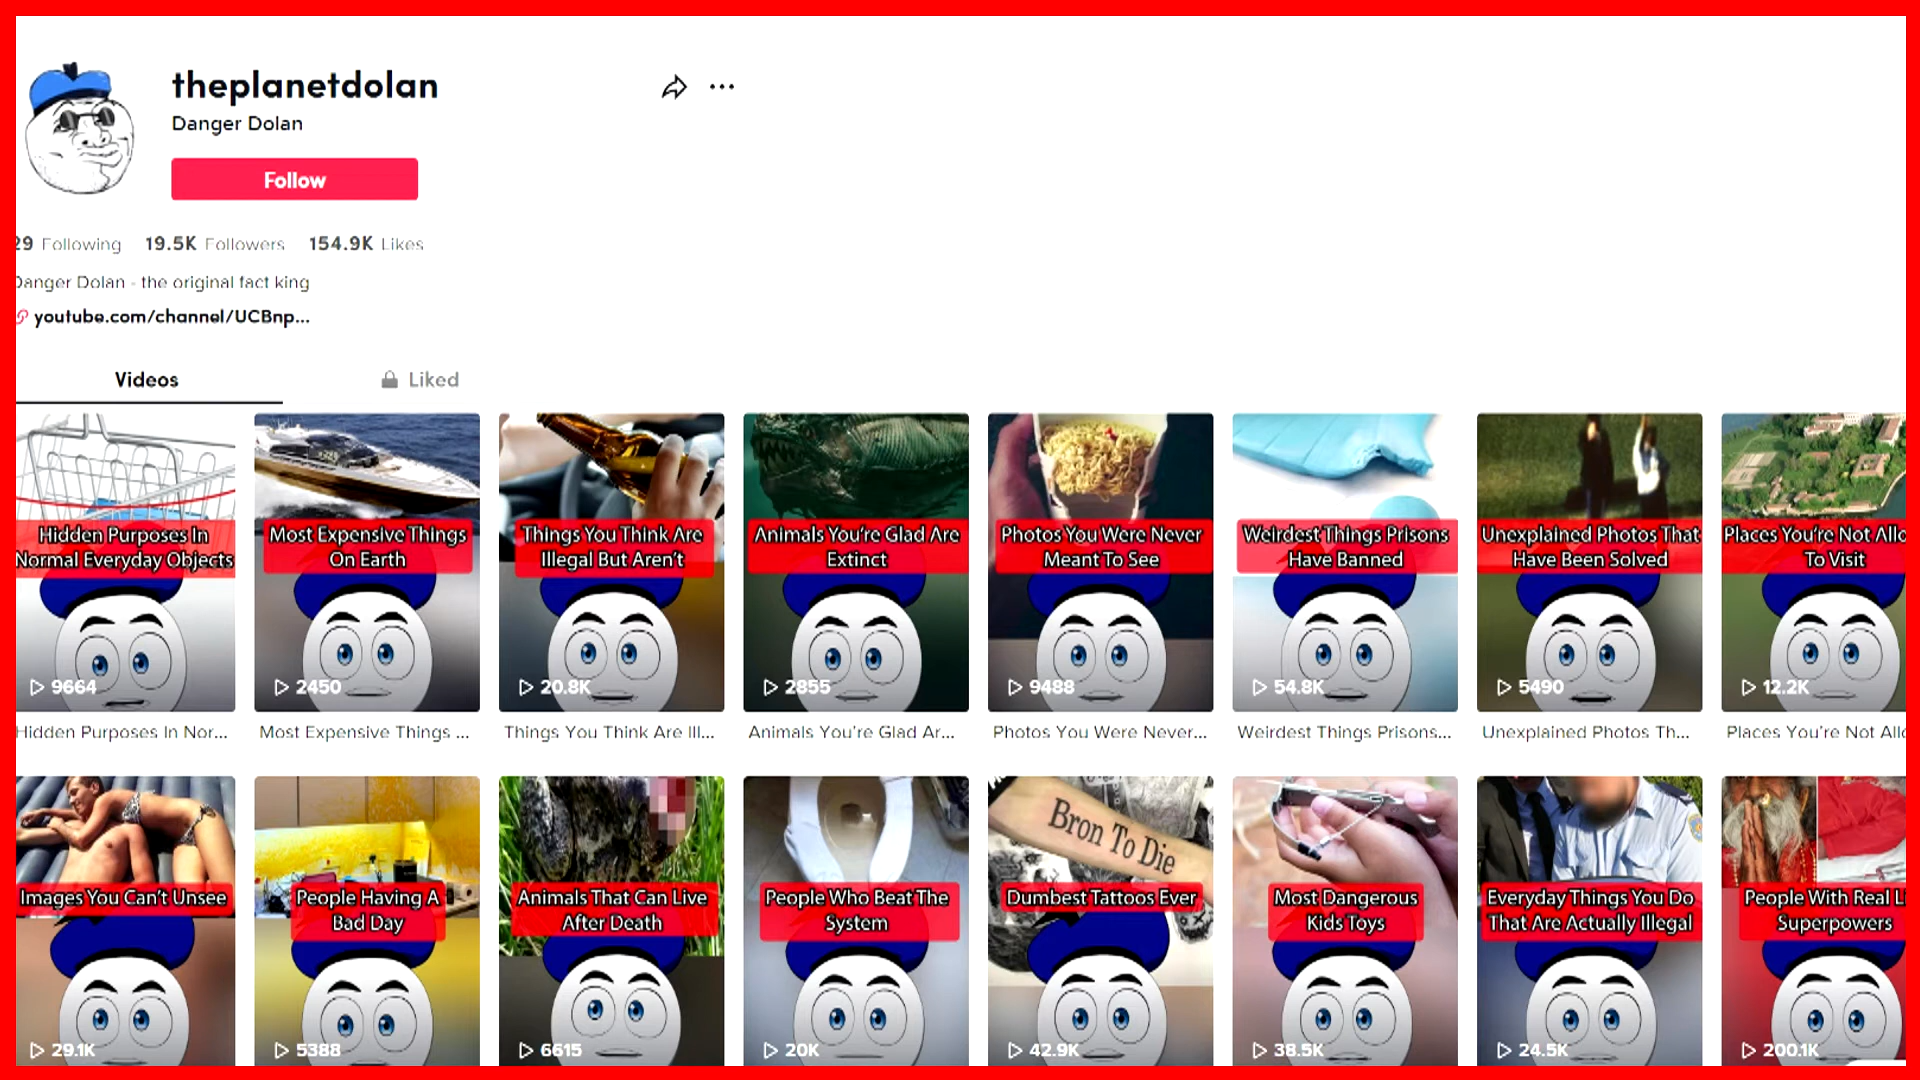 theplanetdolan
Danger Dolan
Follow
29 Following 19.5K Followers 154.9K Likes
Danger Dolan - the original fact king
youtube.com/channel/UCBnp...
Videos Liked
Hidden Purposes In
Normal Everyday Objects
9664
Hidden Purposes In Nor...
Most Expensive Things
On Earth
2450
Most Expensive Things ...
Things You Think Are
Illegal But Aren't
20.8K
Things You Think Are Ill...
Animals You're Glad Are
Extinct
2855
Animals You're Glad Ar...
Photos You Were Never
Meant To See
9488
Photos You Were Never...
Weirdest Things Prisons
Have Banned
54.8K
Weirdest Things Prisons...
Unexplained Photos That
Have Been Solved
5490
Unexplained Photos Th...
Places You're Not Allo
To Visit
12.2K
Places You're Not Allo
Images You Can't Unsee
29.1K
People Having A
Bad Day
5388
Animals That Can Live
After Death
6615
People Who Beat The
System
20K
Bron To Die
Dumbest Tattoos Ever
42.9K
Most Dangerous
Kids Toys
38.5K
Everyday Things You Do
That Are Actually Illegal
24.5K
People With Real Li
Superpowers
200.1K